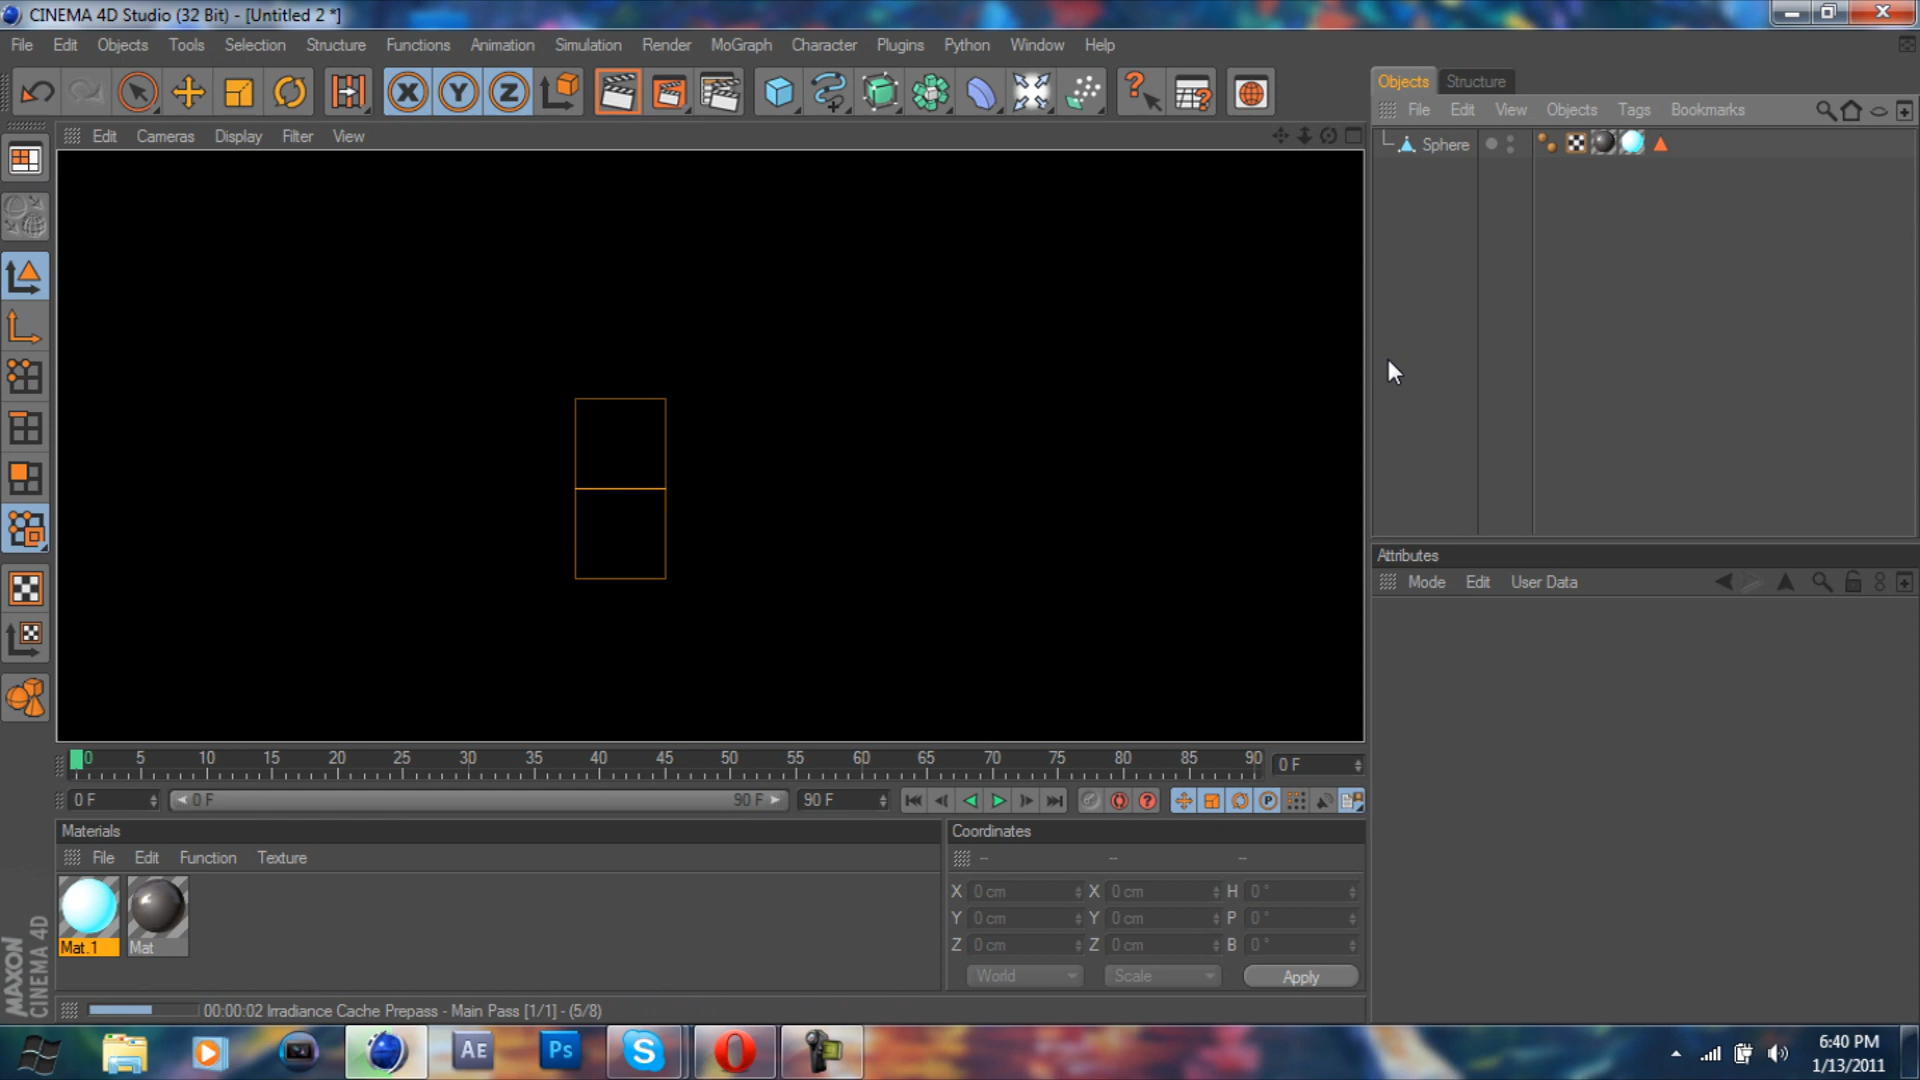 CINEMA 4D Studio (32 Bit) - [Untitled 2 *]
File Edit Objects Tools Selection Structure Functions Animation Simulation Render MoGraph Character Plugins Python Window Help
X Y Z
Objects Structure
File Edit View Objects Tags Bookmarks
Edit Cameras Display Filter View
Sphere
Attributes
Mode Edit User Data
0 5 10 15 20 25 30 35 40 45 50 55 60 65 70 75 80 85 90 0 F
0 F 0 F 90 F 90 F
Materials
File Edit Function Texture
Mat.1 Mat
Coordinates
-- -- --
X 0 cm X 0 cm H 0 °
Y 0 cm Y 0 cm P 0 °
Z 0 cm Z 0 cm B 0 °
World Scale Apply
MAXON
CINEMA 4D
00:00:02 Irradiance Cache Prepass - Main Pass [1/1] - (5/8)
AE Ps S
6:40 PM
1/13/2011